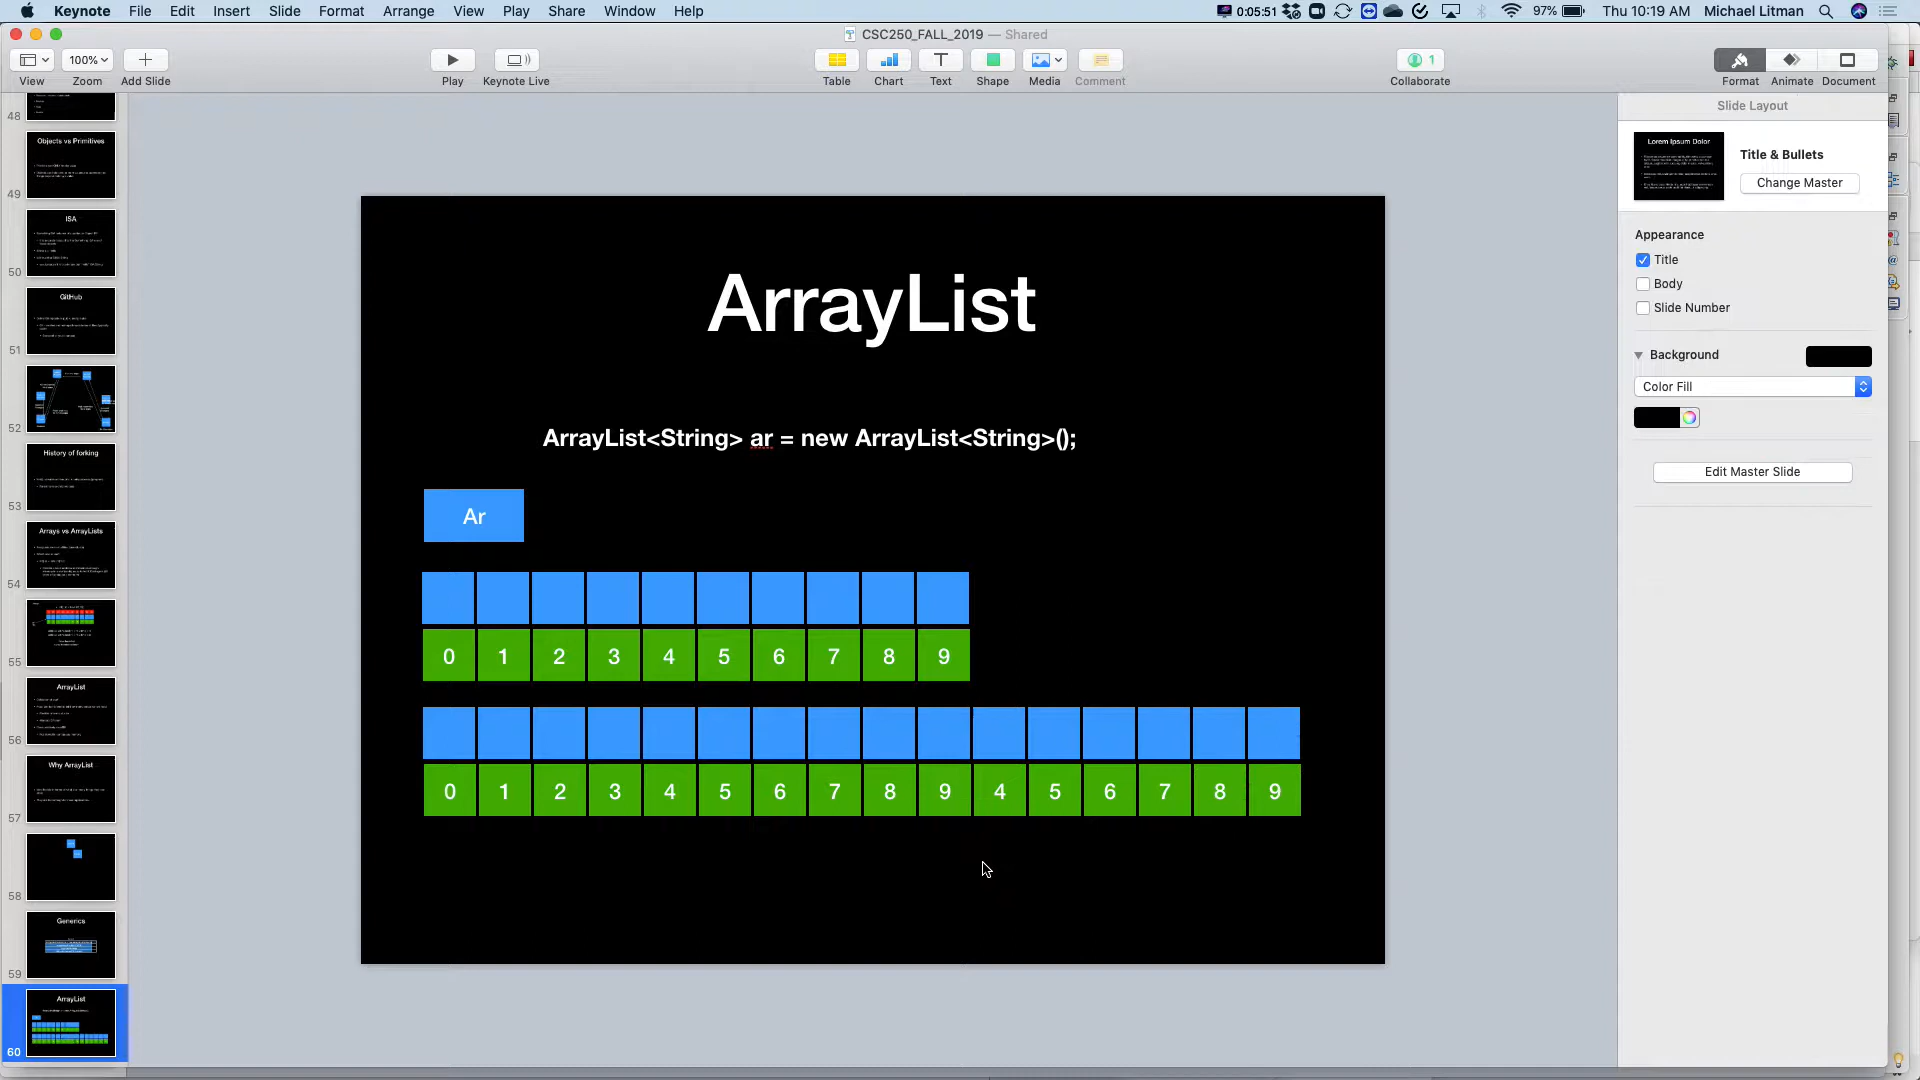 Keynote File Edit Insert Slide Format Arrange View Play Share Window Help 0:05:51 97% Thu 10:19 AM Michael Litman
CSC250_FALL_2019 — Shared
100%
View Zoom Add Slide Play Keynote Live Table Chart Text Shape Media Comment Collaborate Format Animate Document
1
Slide Layout
Lorem Ipsum Dolor
Title & Bullets
Change Master
Appearance
Title
Body
Slide Number
Background
Color Fill
Edit Master Slide
48
Objects vs Primitives
49
ISA
50
GitHub
51
52
History of forking
53
Arrays vs ArrayLists
54
55
ArrayList
56
Why ArrayList
57
58
Generics
59
ArrayList
60
ArrayList
ArrayList<String> ar = new ArrayList<String>();
Ar
0 1 2 3 4 5 6 7 8 9
0 1 2 3 4 5 6 7 8 9 4 5 6 7 8 9